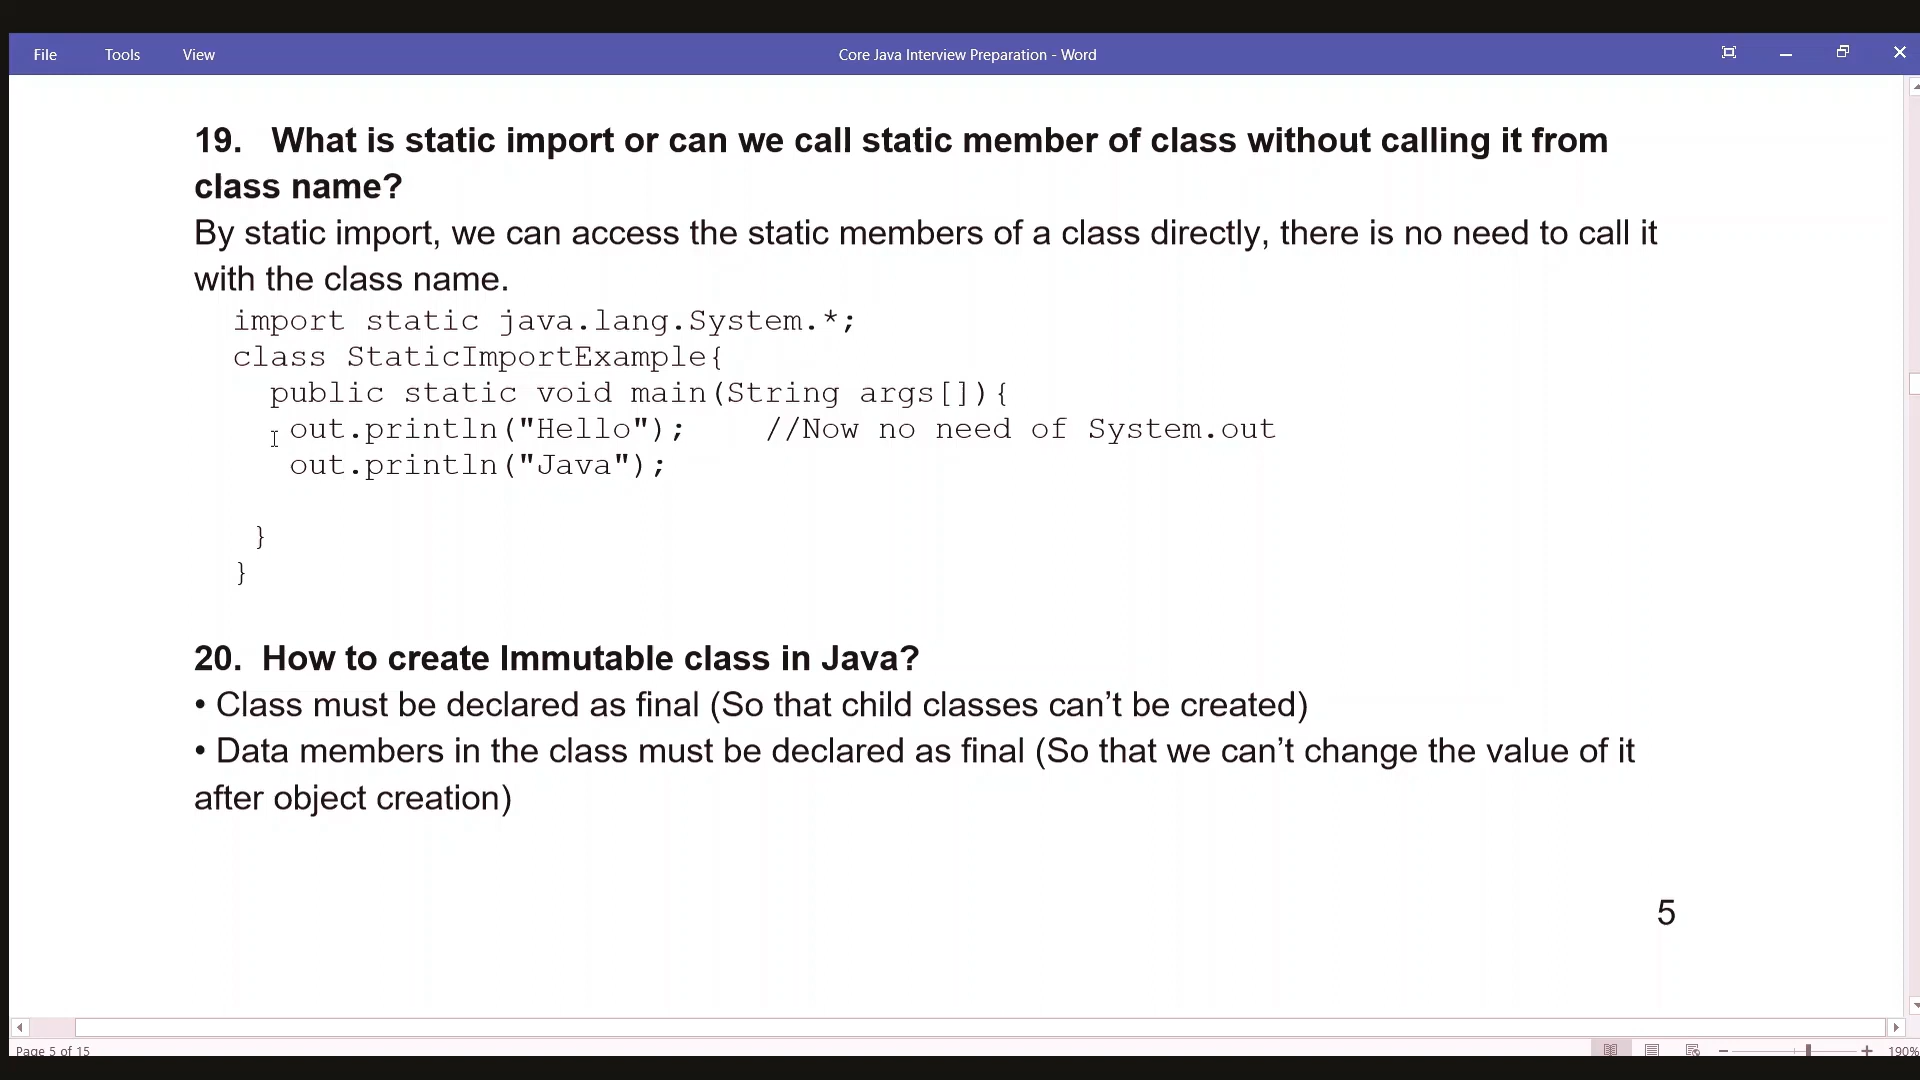 File Tools View Core Java Interview Preparation - Word
19. What is static import or can we call static member of class without calling it from
class name?
By static import, we can access the static members of a class directly, there is no need to call it
with the class name.
import static java.lang.System.*;
class StaticImportExample{
public static void main(String args[]){
out.println("Hello"); //Now no need of System.out
out.println("Java");
}
}
20. How to create Immutable class in Java?
• Class must be declared as final (So that child classes can’t be created)
• Data members in the class must be declared as final (So that we can’t change the value of it
after object creation)
5
Page 5 of 15 190%